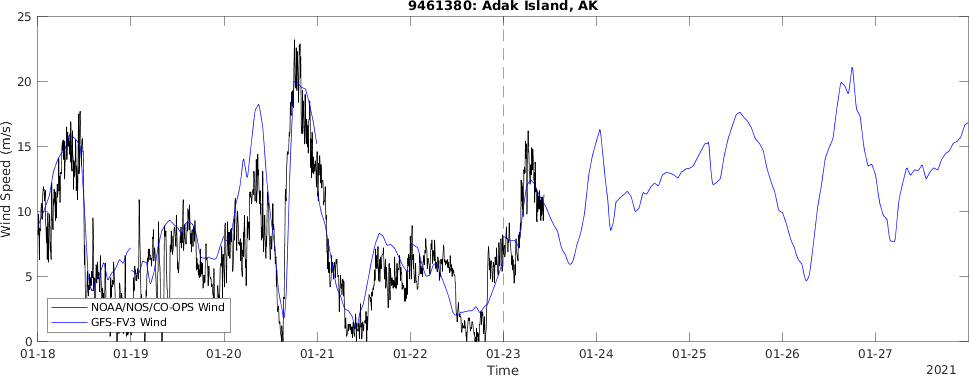 9461380: Adak Island, AK
25
20
15
10
5
0
Wind Speed (m/s)
NOAA/NOS/CO-OPS Wind
GFS-FV3 Wind
01-18 01-19 01-20 01-21 01-22 01-23 01-24 01-25 01-26 01-27
Time
2021